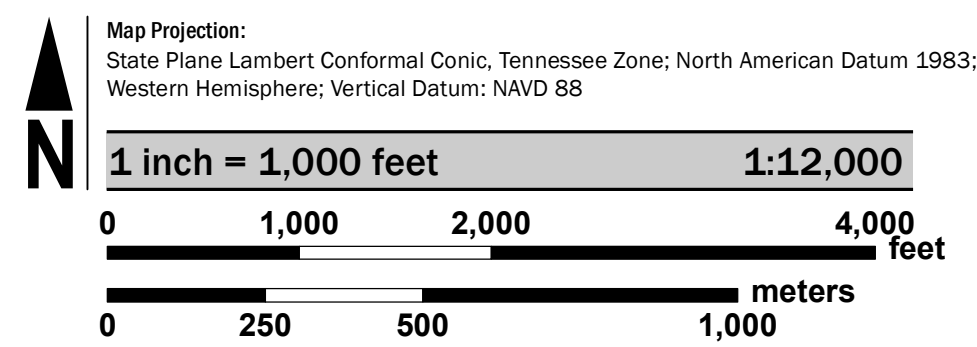 Map Projection:
State Plane Lambert Conformal Conic, Tennessee Zone; North American Datum 1983;
Western Hemisphere; Vertical Datum: NAVD 88
N
1 inch = 1,000 feet 1:12,000
0 1,000 2,000 4,000
feet
meters
0 250 500 1,000